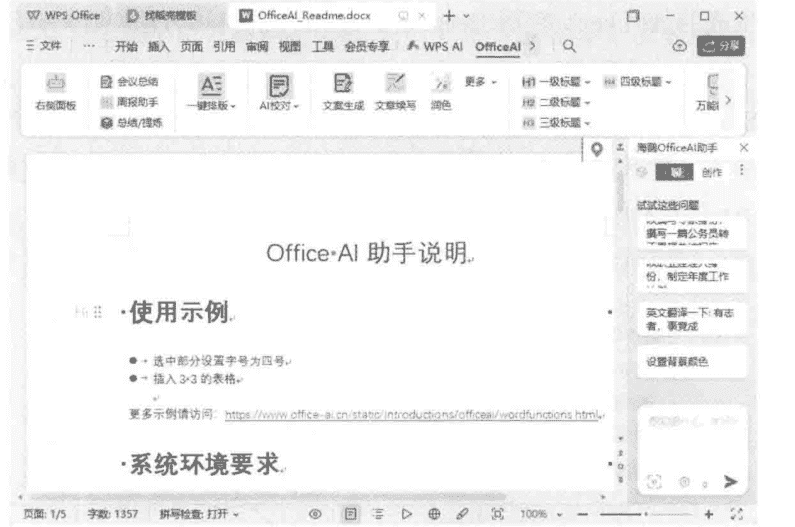 WPS Office 找稻壳模板 OfficeAI_Readme.docx
文件 ··· 开始 插入 页面 引用 审阅 视图 工具 会员专享 WPS AI OfficeAI 分享
右侧面板
会议总结
周报助手
总结/提炼
一键排版
AI校对
文案生成 文章续写 润色
更多
H1 一级标题
H2 二级标题
H3 三级标题
H4 四级标题
海鹦OfficeAI助手
创作
试试这些问题
撰写一篇公务员转
份，制定年度工作
英文翻译一下: 有志
者，事竟成
设置背景颜色
Office AI 助手说明
H1 使用示例
选中部分设置字号为四号
插入 3*3 的表格
更多示例请访问： https://www.office-ai.cn/static/introductions/officeai/wordfunctions.html
系统环境要求
页面: 1/5 字数: 1357 拼写检查: 打开 100%